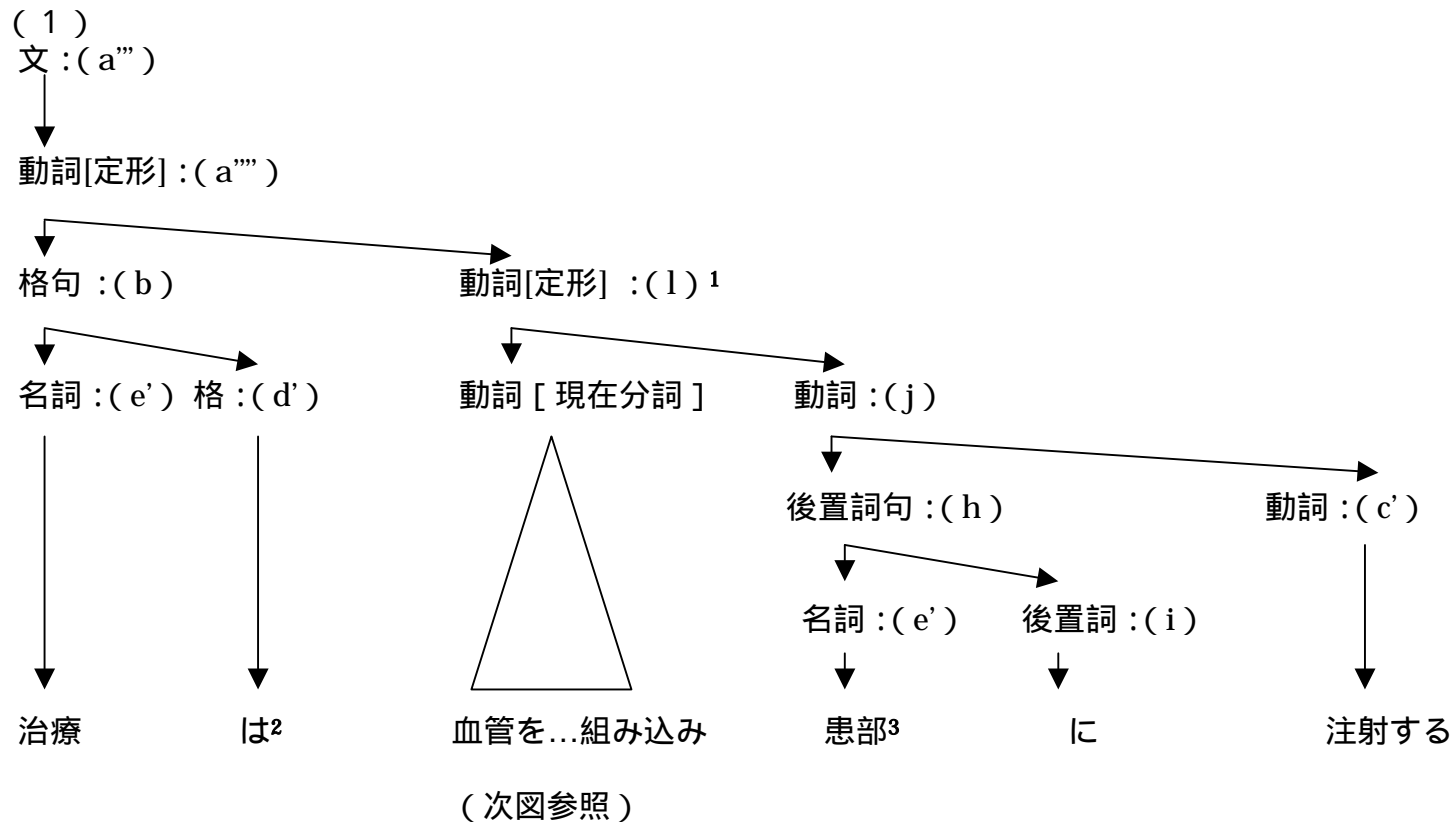 ( 1 )
文 :( a’’’ )
動詞[定形] :( a’’’’ )
格句 :( b ) 動詞[定形] :( l ) ¹
名詞 :( e’ ) 格 :( d’ ) 動詞 [ 現在分詞 ] 動詞 :( j )
後置詞句 :( h ) 動詞 :( c’ )
名詞 :( e’ ) 後置詞 :( i )
治療 は² 血管を…組み込み 患部³ に 注射する
( 次図参照 )